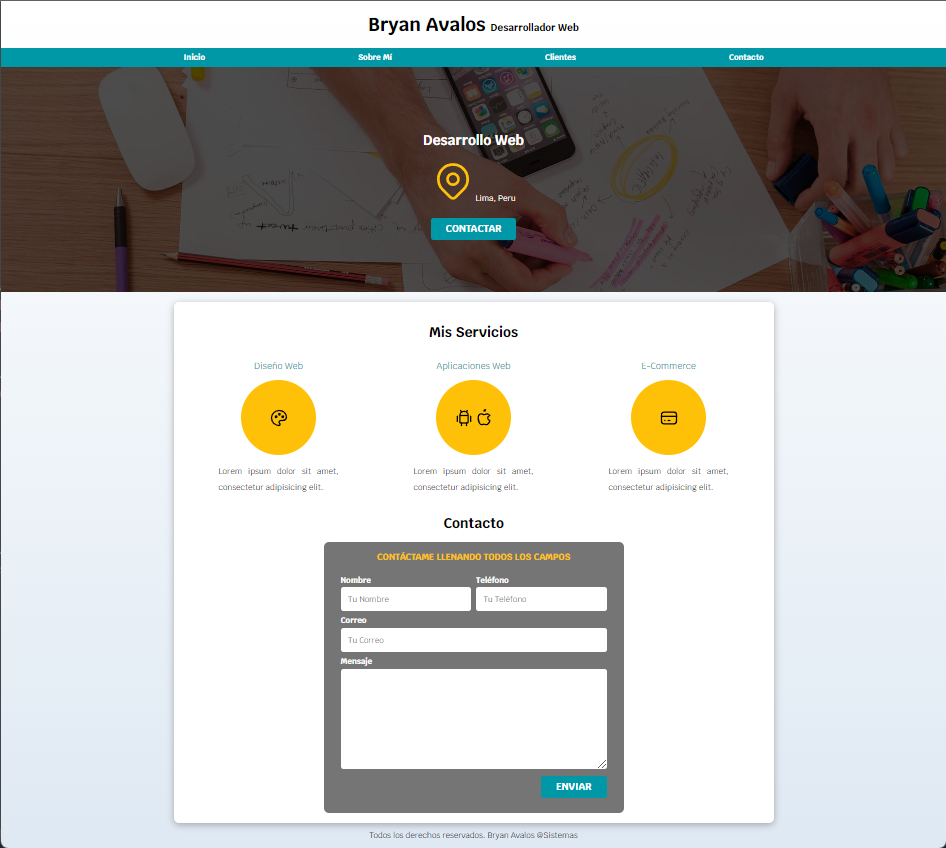 Bryan Avalos Desarrollador Web
Inicio Sobre Mí Clientes Contacto
Desarrollo Web
Lima, Peru
CONTACTAR
Mis Servicios
Diseño Web Aplicaciones Web E-Commerce
Lorem ipsum dolor sit amet, Lorem ipsum dolor sit amet, Lorem ipsum dolor sit amet,
consectetur adipisicing elit. consectetur adipisicing elit. consectetur adipisicing elit.
Contacto
CONTÁCTAME LLENANDO TODOS LOS CAMPOS
Nombre Teléfono
Tu Nombre Tu Teléfono
Correo
Tu Correo
Mensaje
ENVIAR
Todos los derechos reservados. Bryan Avalos @Sistemas